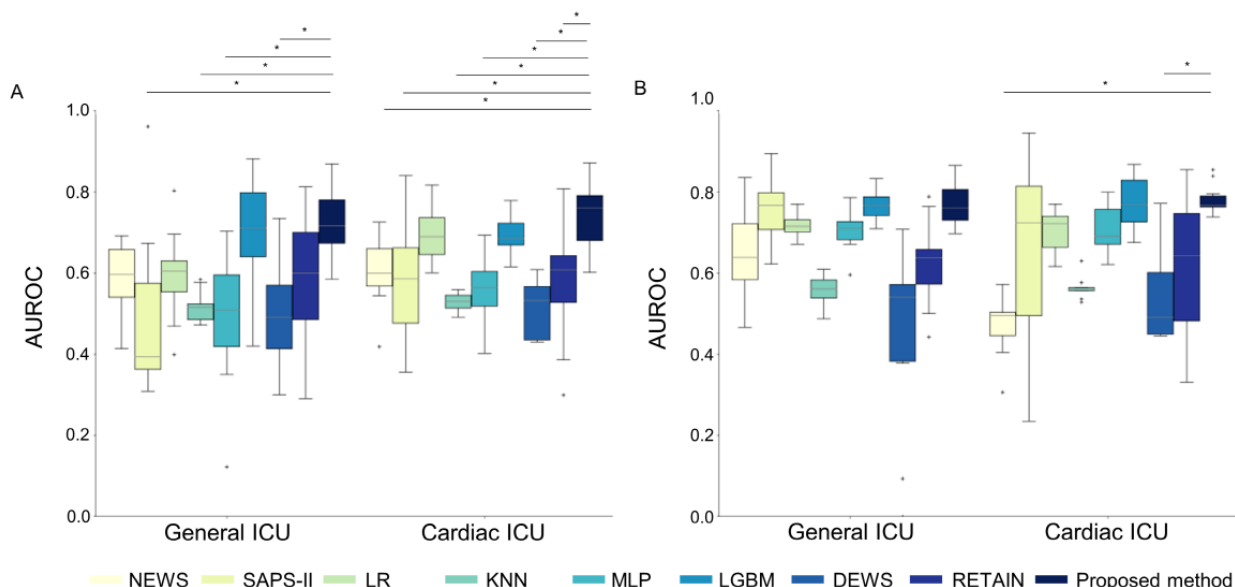 A
B
* * * *
* * * * * *
* *
AUROC
1.0
0.8
0.6
0.4
0.2
0.0
General ICU Cardiac ICU
AUROC
1.0
0.8
0.6
0.4
0.2
0.0
General ICU Cardiac ICU
NEWS SAPS-II LR KNN MLP LGBM DEWS RETAIN Proposed method